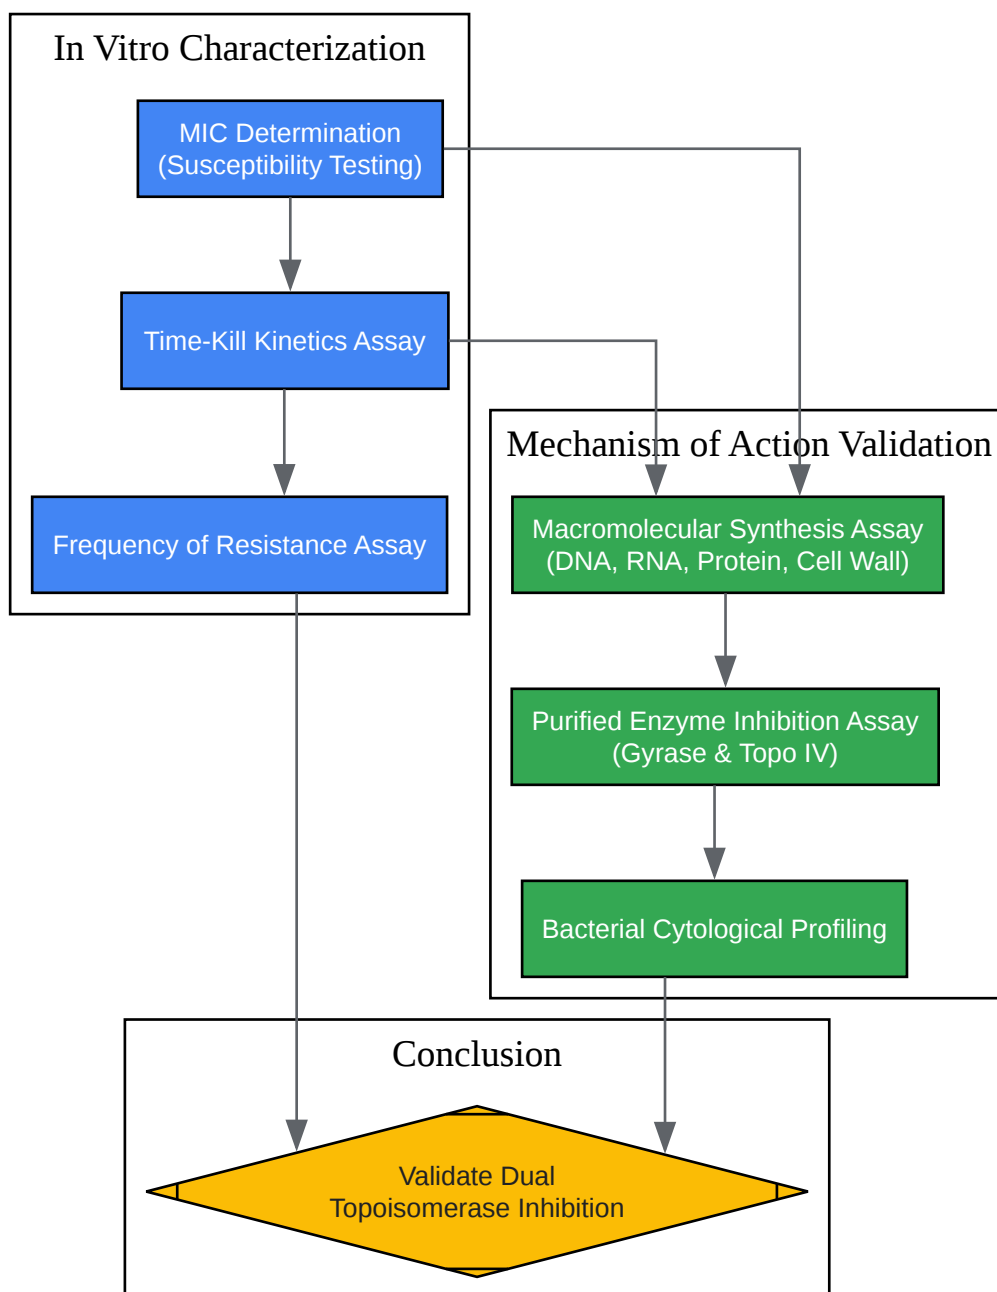 In Vitro Characterization
MIC Determination
(Susceptibility Testing)
Time-Kill Kinetics Assay
Frequency of Resistance Assay
Mechanism of Action Validation
Macromolecular Synthesis Assay
(DNA, RNA, Protein, Cell Wall)
Purified Enzyme Inhibition Assay
(Gyrase & Topo IV)
Bacterial Cytological Profiling
Conclusion
Validate Dual
Topoisomerase Inhibition